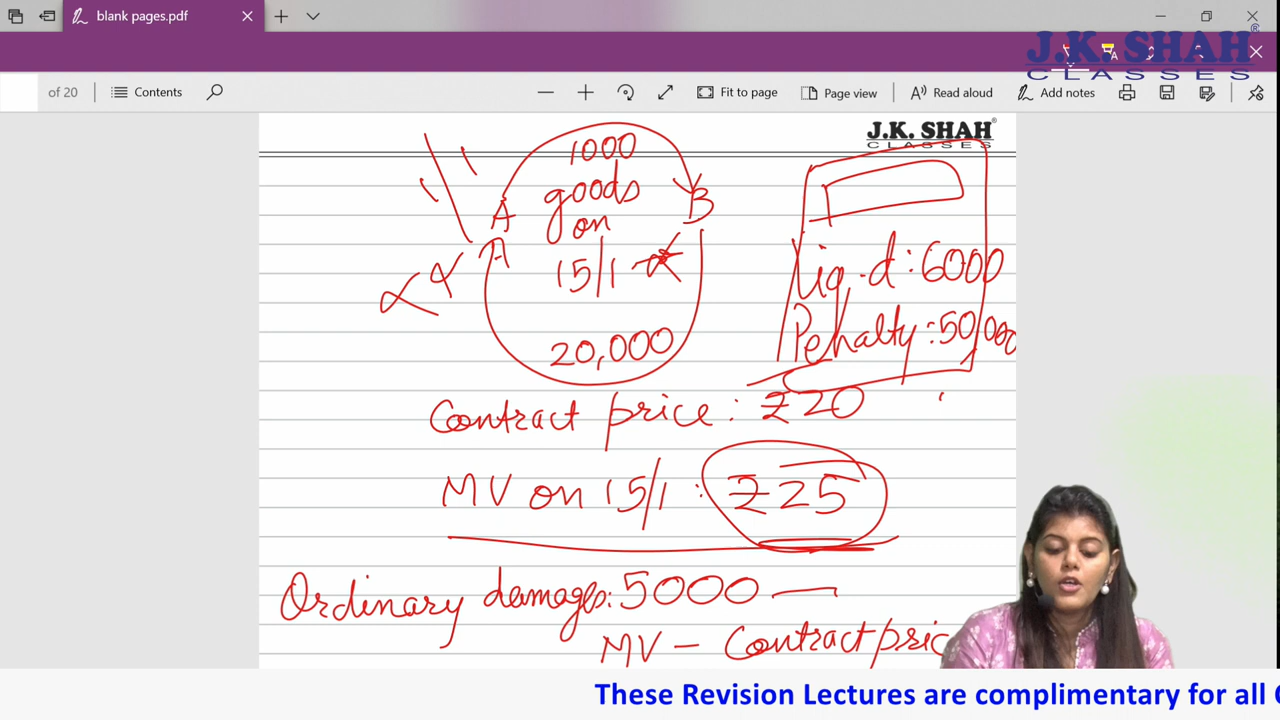 blank pages.pdf
J.K. SHAH®
CLASSES
of 20
Contents
Fit to page
Page view
Read aloud
Add notes
J.K. SHAH®
CLASSES
1000
A goods B
on
A 15/1
20,000
Liq. d : 6000
Penalty : 50,000
Contract price : ₹20
MV on 15/1 : ₹25
Ordinary damages: 5000
MV – Contract pric
These Revision Lectures are complimentary for all